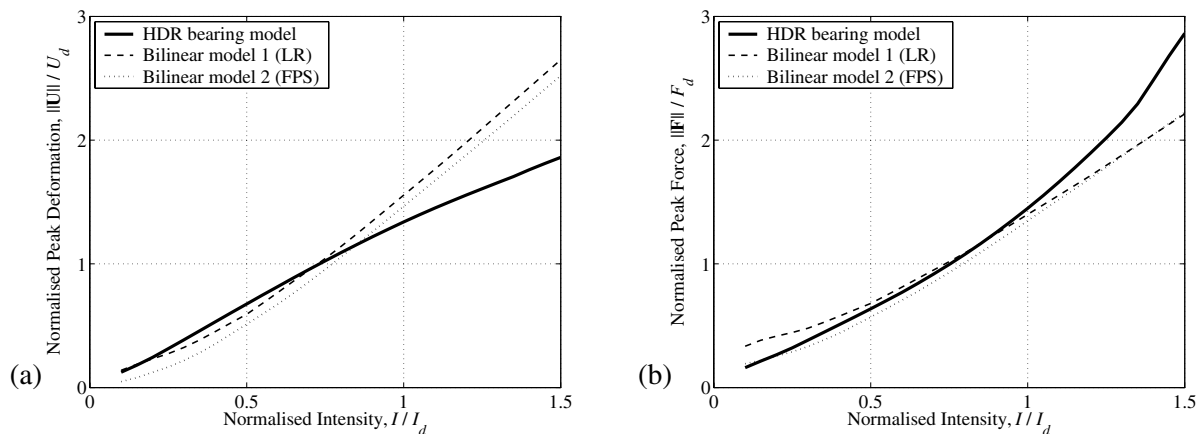 3
2
1
0
0
0.5
1
1.5
HDR bearing model
Bilinear model 1 (LR)
Bilinear model 2 (FPS)
Normalised Peak Deformation, ||U|| / U_d
Normalised Intensity, I / I_d
(a)
3
2
1
0
0
0.5
1
1.5
HDR bearing model
Bilinear model 1 (LR)
Bilinear model 2 (FPS)
Normalised Peak Force, ||F|| / F_d
Normalised Intensity, I / I_d
(b)